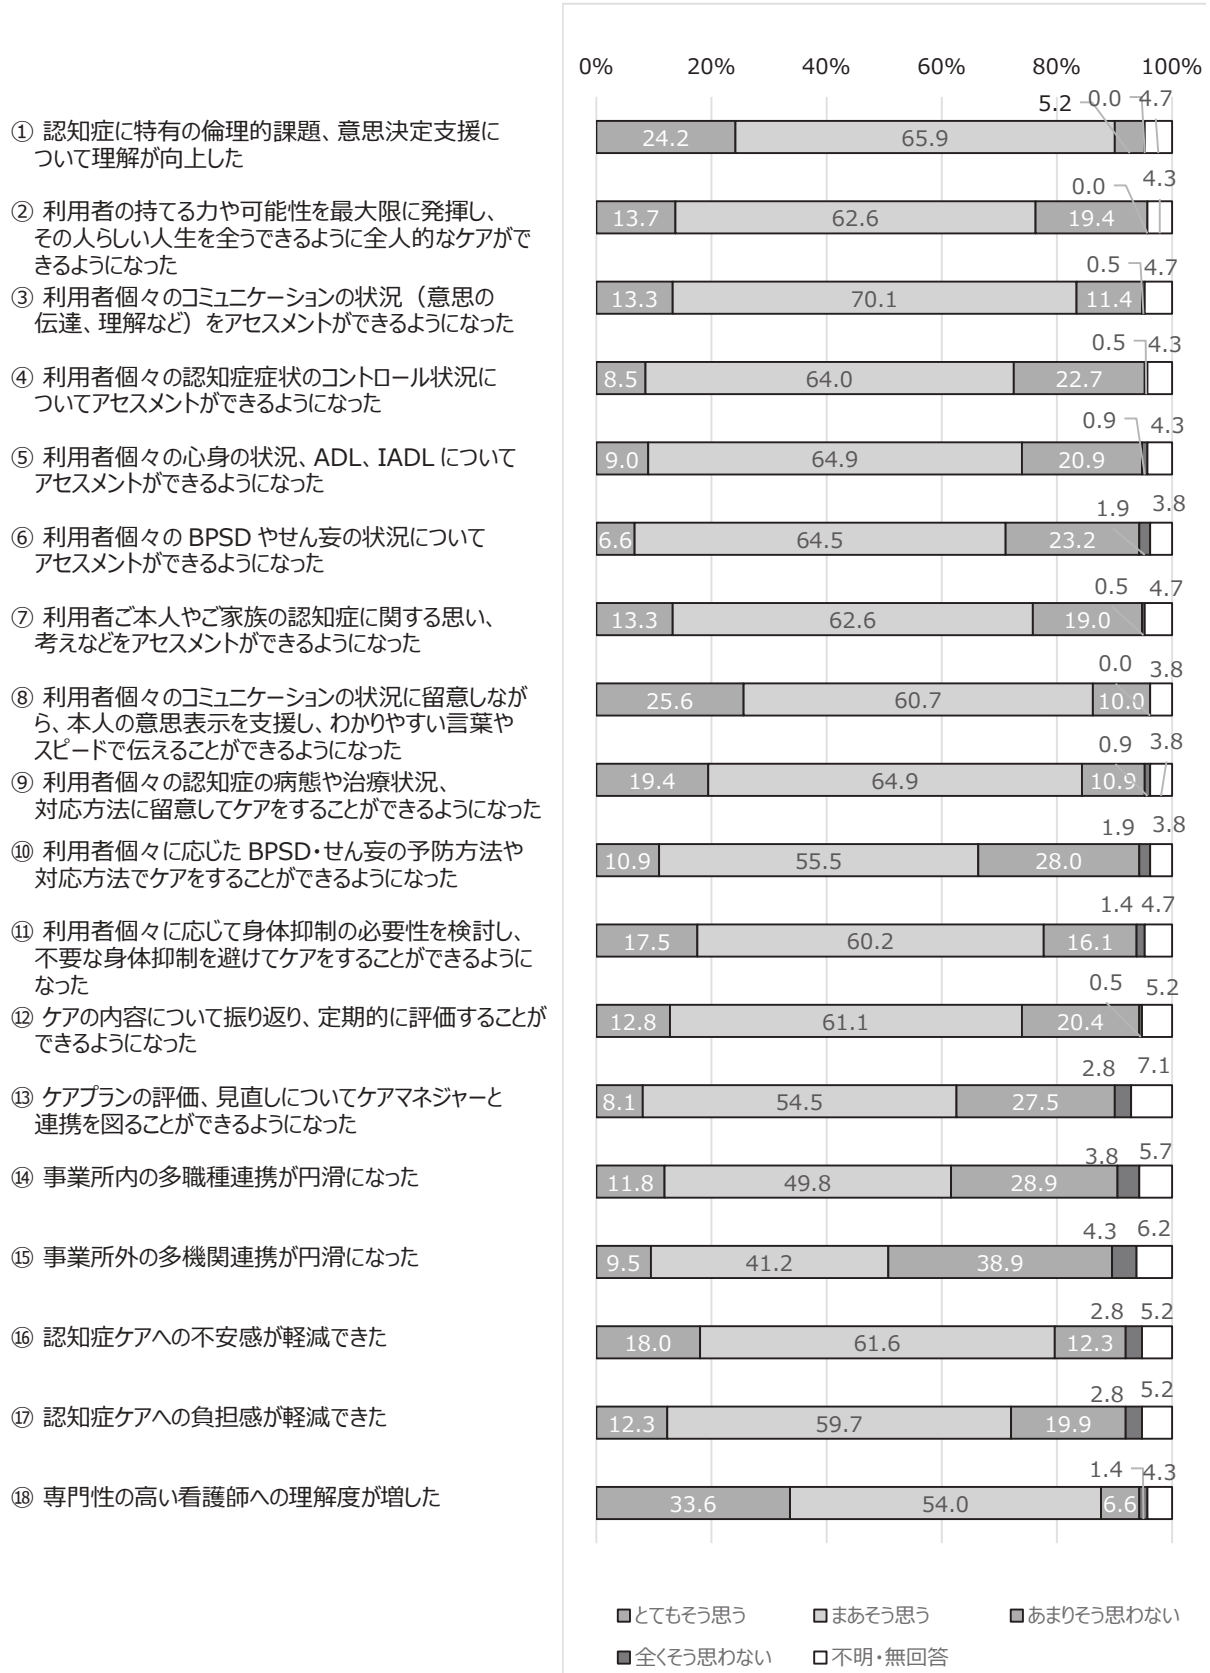 0% 20% 40% 60% 80% 100%
5.2 0.0 4.7
① 認知症に特有の倫理的課題、意思決定支援に
ついて理解が向上した
24.2 65.9
0.0 4.3
② 利用者の持てる力や可能性を最大限に発揮し、
その人らしい人生を全うできるように全人的なケアがで
きるようになった
13.7 62.6 19.4
0.5 4.7
③ 利用者個々のコミュニケーションの状況（意思の
伝達、理解など）をアセスメントができるようになった
13.3 70.1 11.4
0.5 4.3
④ 利用者個々の認知症症状のコントロール状況に
ついてアセスメントができるようになった
8.5 64.0 22.7
0.9 4.3
⑤ 利用者個々の心身の状況、ADL、IADL について
アセスメントができるようになった
9.0 64.9 20.9
1.9 3.8
⑥ 利用者個々の BPSD やせん妄の状況について
アセスメントができるようになった
6.6 64.5 23.2
0.5 4.7
⑦ 利用者ご本人やご家族の認知症に関する思い、
考えなどをアセスメントができるようになった
13.3 62.6 19.0
0.0 3.8
⑧ 利用者個々のコミュニケーションの状況に留意しなが
ら、本人の意思表示を支援し、わかりやすい言葉や
スピードで伝えることができるようになった
25.6 60.7 10.0
0.9 3.8
⑨ 利用者個々の認知症の病態や治療状況、
対応方法に留意してケアをすることができるようになった
19.4 64.9 10.9
1.9 3.8
⑩ 利用者個々に応じた BPSD・せん妄の予防方法や
対応方法でケアをすることができるようになった
10.9 55.5 28.0
1.4 4.7
⑪ 利用者個々に応じて身体抑制の必要性を検討し、
不要な身体抑制を避けてケアをすることができるように
なった
17.5 60.2 16.1
0.5 5.2
⑫ ケアの内容について振り返り、定期的に評価することが
できるようになった
12.8 61.1 20.4
2.8 7.1
⑬ ケアプランの評価、見直しについてケアマネジャーと
連携を図ることができるようになった
8.1 54.5 27.5
3.8 5.7
⑭ 事業所内の多職種連携が円滑になった
11.8 49.8 28.9
4.3 6.2
⑮ 事業所外の多機関連携が円滑になった
9.5 41.2 38.9
2.8 5.2
⑯ 認知症ケアへの不安感が軽減できた
18.0 61.6 12.3
2.8 5.2
⑰ 認知症ケアへの負担感が軽減できた
12.3 59.7 19.9
1.4 4.3
⑱ 専門性の高い看護師への理解度が増した
33.6 54.0 6.6
とてもそう思う まあそう思う あまりそう思わない
全くそう思わない 不明・無回答